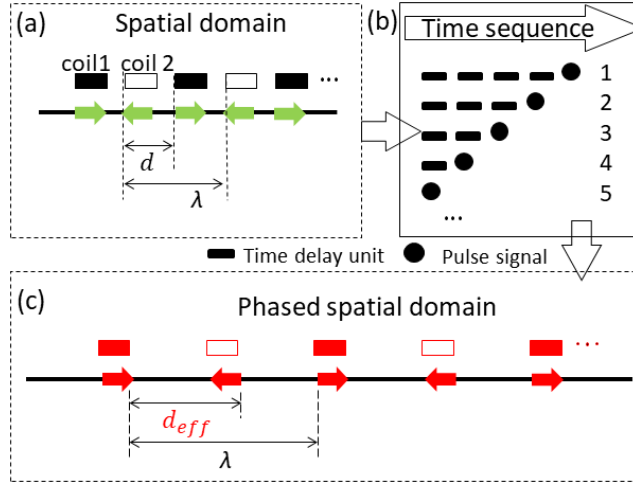 (a)
Spatial domain
coil1 coil 2
...
d
λ
(b)
Time sequence
1
2
3
4
5
...
Time delay unit
Pulse signal
(c)
Phased spatial domain
...
d_eff
λ